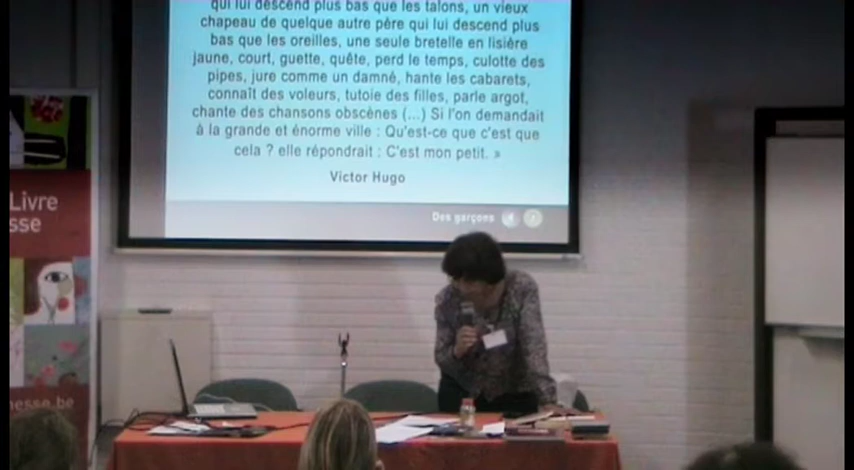 qui lui descend plus bas que les talons, un vieux
chapeau de quelque autre père qui lui descend plus
bas que les oreilles, une seule bretelle en lisière
jaune, court, guette, quête, perd le temps, culotte des
pipes, jure comme un damné, hante les cabarets,
connaît des voleurs, tutoie des filles, parle argot,
chante des chansons obscènes (...) Si l'on demandait
à la grande et énorme ville : Qu'est-ce que c'est que
cela ? elle répondrait : C'est mon petit. »
Victor Hugo
Des garçons
Livre
sse
nesse.be